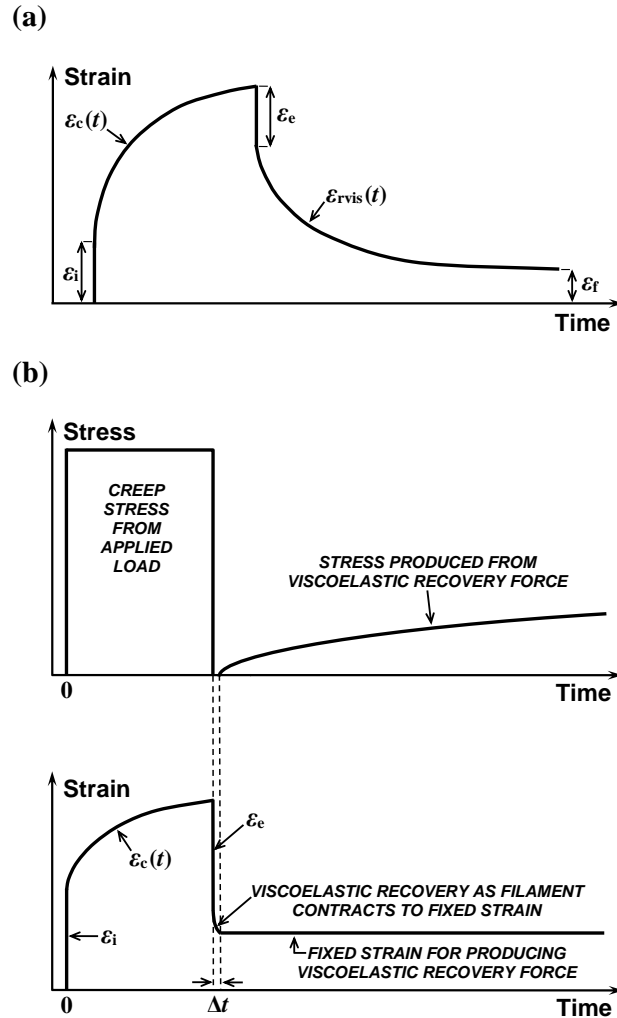 (a)
Strain
εc(t)
εe
εrvis(t)
εi
εf
Time
(b)
Stress
CREEP
STRESS
FROM
APPLIED
LOAD
STRESS PRODUCED FROM
VISCOELASTIC RECOVERY FORCE
0
Time
Strain
εe
εc(t)
VISCOELASTIC RECOVERY AS FILAMENT
CONTRACTS TO FIXED STRAIN
εi
FIXED STRAIN FOR PRODUCING
VISCOELASTIC RECOVERY FORCE
0
Δt
Time